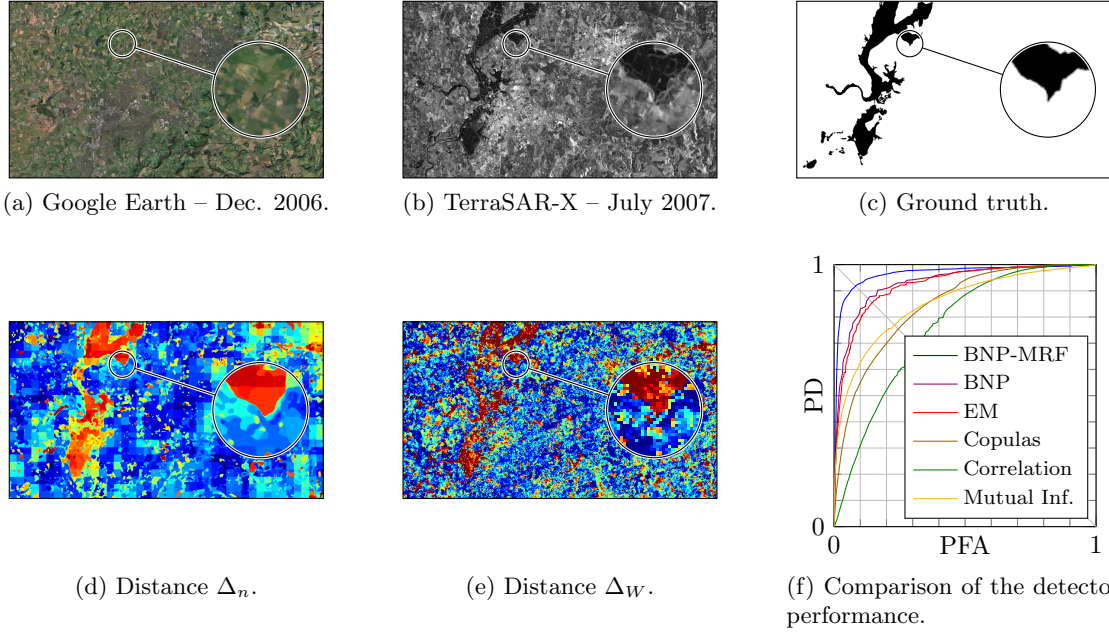 (a) Google Earth – Dec. 2006.
(b) TerraSAR-X – July 2007.
(c) Ground truth.
(d) Distance Δn.
(e) Distance ΔW.
1
PD
BNP-MRF
BNP
EM
Copulas
Correlation
Mutual Inf.
0
0
PFA
1
(f) Comparison of the detecto
performance.